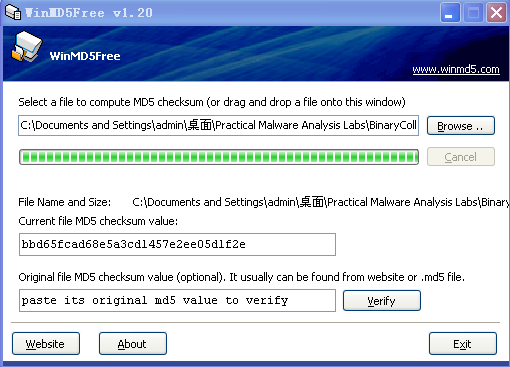 WinMD5Free v1.20
WinMD5Free
www.winmd5.com
Select a file to compute MD5 checksum (or drag and drop a file onto this window)
C:\Documents and Settings\admin\桌面\Practical Malware Analysis Labs\BinaryColl
Browse ..
Cancel
File Name and Size: C:\Documents and Settings\admin\桌面\Practical Malware Analysis Labs\Binary
Current file MD5 checksum value:
bbd65fcad68e5a3cd1457e2ee05d1f2e
Original file MD5 checksum value (optional). It usually can be found from website or .md5 file.
paste its original md5 value to verify
Verify
Website
About
Exit